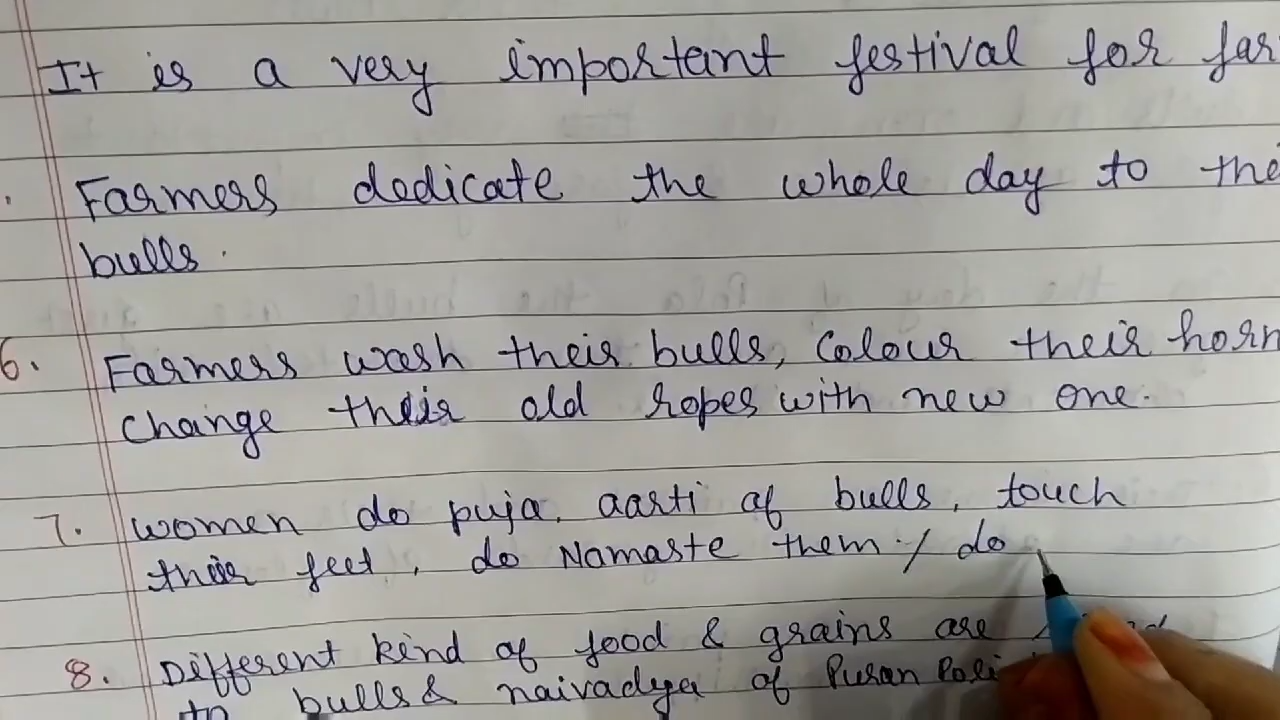 It is a very important festival for far
Farmers dedicate the whole day to the
bulls.
6. Farmers wash their bulls, colour their horn
change their old ropes with new one.
7. women do puja, aarti of bulls, touch
their feet, do Namaste them. / do
8. Different kind of food & grains are
to bulls & naivadya of Puran Poli